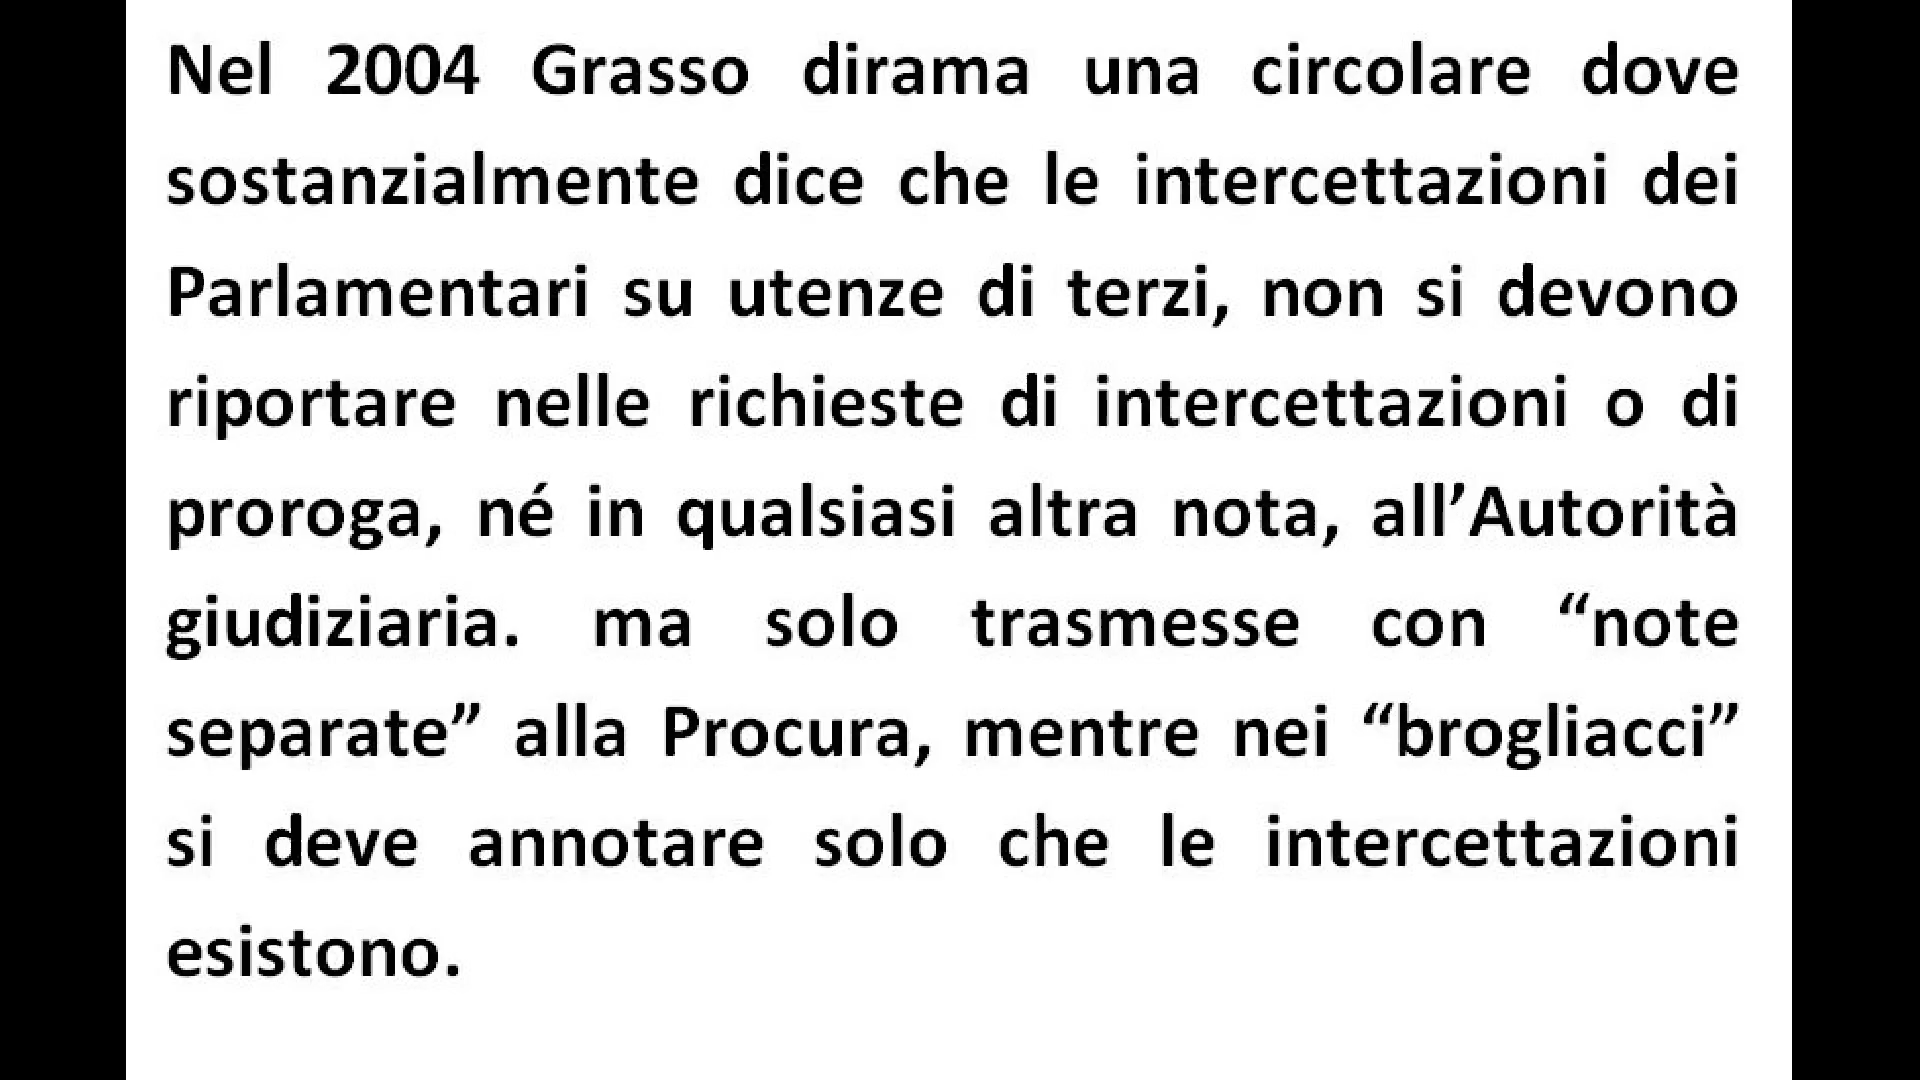 Nel 2004 Grasso dirama una circolare dove
sostanzialmente dice che le intercettazioni dei
Parlamentari su utenze di terzi, non si devono
riportare nelle richieste di intercettazioni o di
proroga, né in qualsiasi altra nota, all’Autorità
giudiziaria. ma solo trasmesse con “note
separate” alla Procura, mentre nei “brogliacci”
si deve annotare solo che le intercettazioni
esistono.